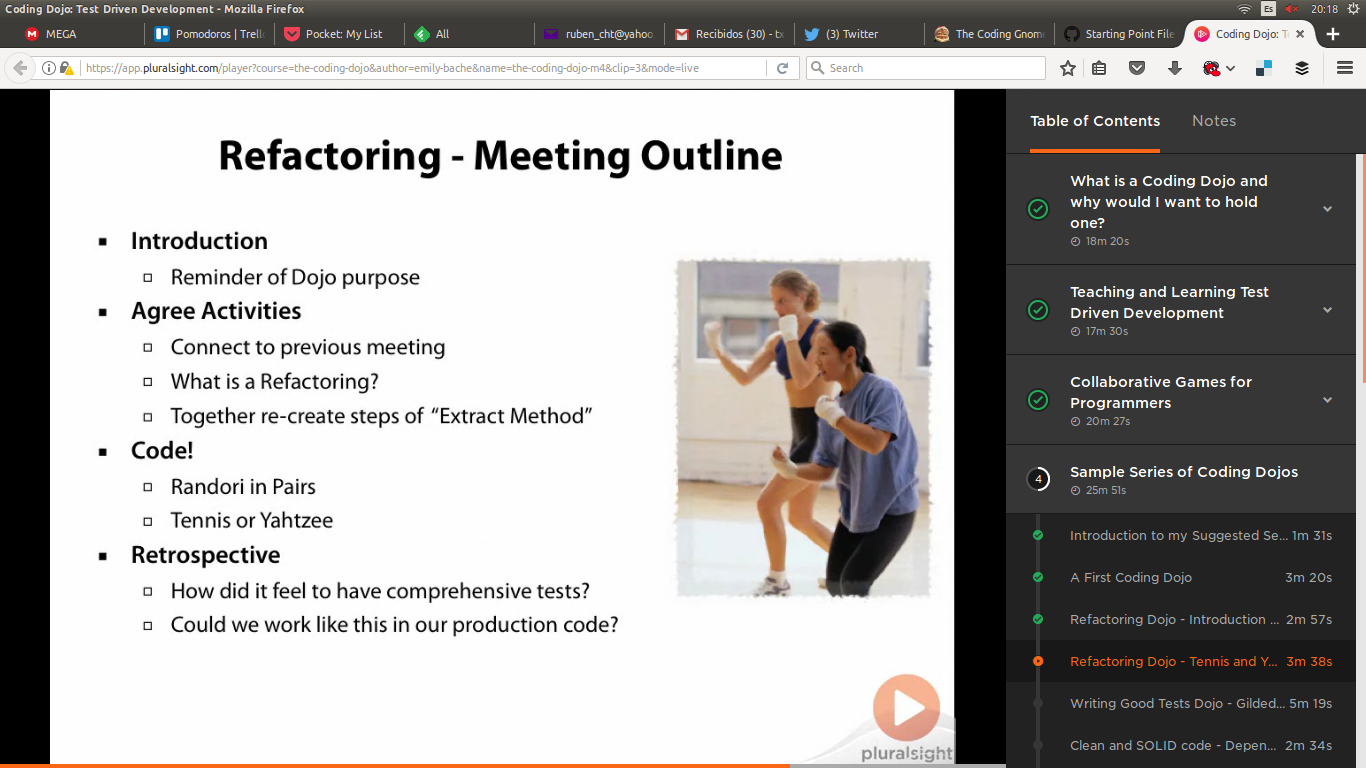 Coding Dojo: Test Driven Development - Mozilla Firefox
Es
20:18
MEGA
Pomodoros | Trell
Pocket: My List
All
ruben_cht@yahoo.
Recibidos (30) - tx
(3) Twitter
The Coding Gnom
Starting Point File
Coding Dojo: T
https://app.pluralsight.com/player?course=the-coding-dojo&author=emily-bache&name=the-coding-dojo-m4&clip=3&mode=live
Search
Refactoring - Meeting Outline
Introduction
Reminder of Dojo purpose
Agree Activities
Connect to previous meeting
What is a Refactoring?
Together re-create steps of “Extract Method”
Code!
Randori in Pairs
Tennis or Yahtzee
Retrospective
How did it feel to have comprehensive tests?
Could we work like this in our production code?
pluralsight
Table of Contents
Notes
What is a Coding Dojo and
why would I want to hold
one?
18m 20s
Teaching and Learning Test
Driven Development
17m 30s
Collaborative Games for
Programmers
20m 27s
4
Sample Series of Coding Dojos
25m 51s
Introduction to my Suggested Se... 1m 31s
A First Coding Dojo 3m 20s
Refactoring Dojo - Introduction ... 2m 57s
Refactoring Dojo - Tennis and Y... 3m 38s
Writing Good Tests Dojo - Gilded... 5m 19s
Clean and SOLID code - Depen... 2m 34s